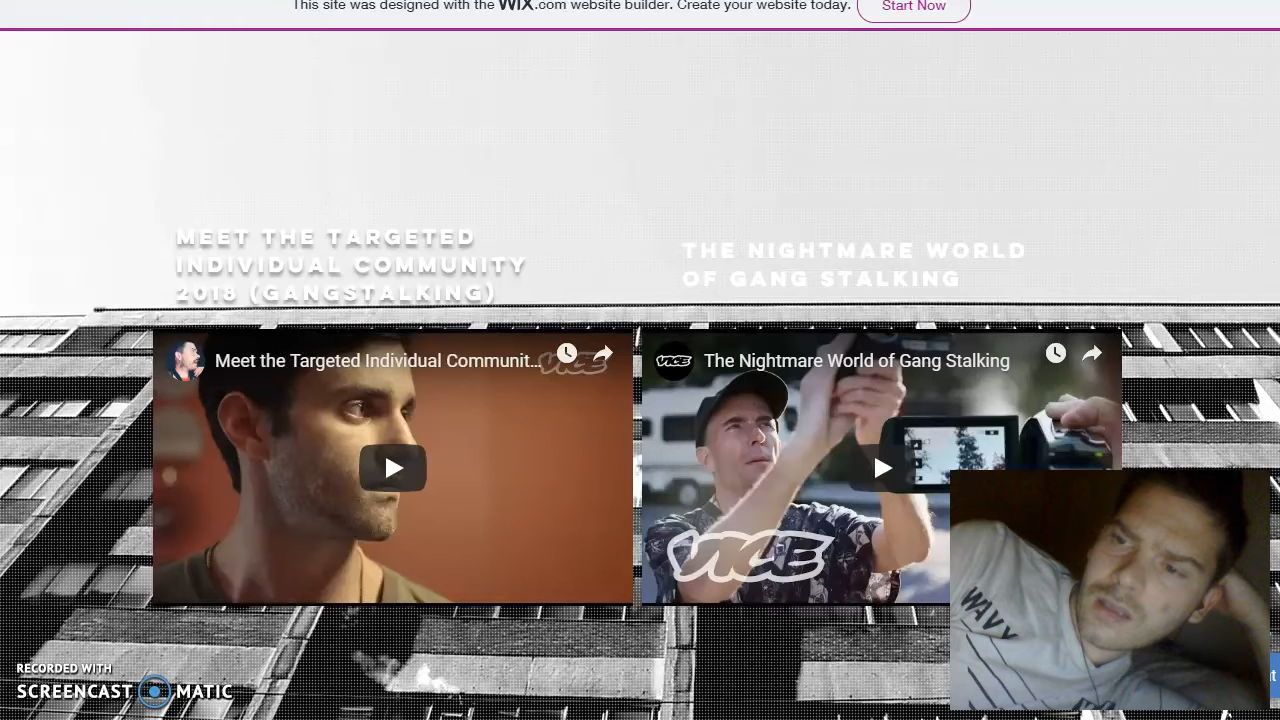 This site was designed with the WiX.com website builder. Create your website today.
Start Now
MEET THE TARGETED
INDIVIDUAL COMMUNITY
2018 (GANGSTALKING)
THE NIGHTMARE WORLD
OF GANG STALKING
Meet the Targeted Individual Communit...
VICE
VICE
The Nightmare World of Gang Stalking
VICE
WAVY
RECORDED WITH
SCREENCAST MATIC